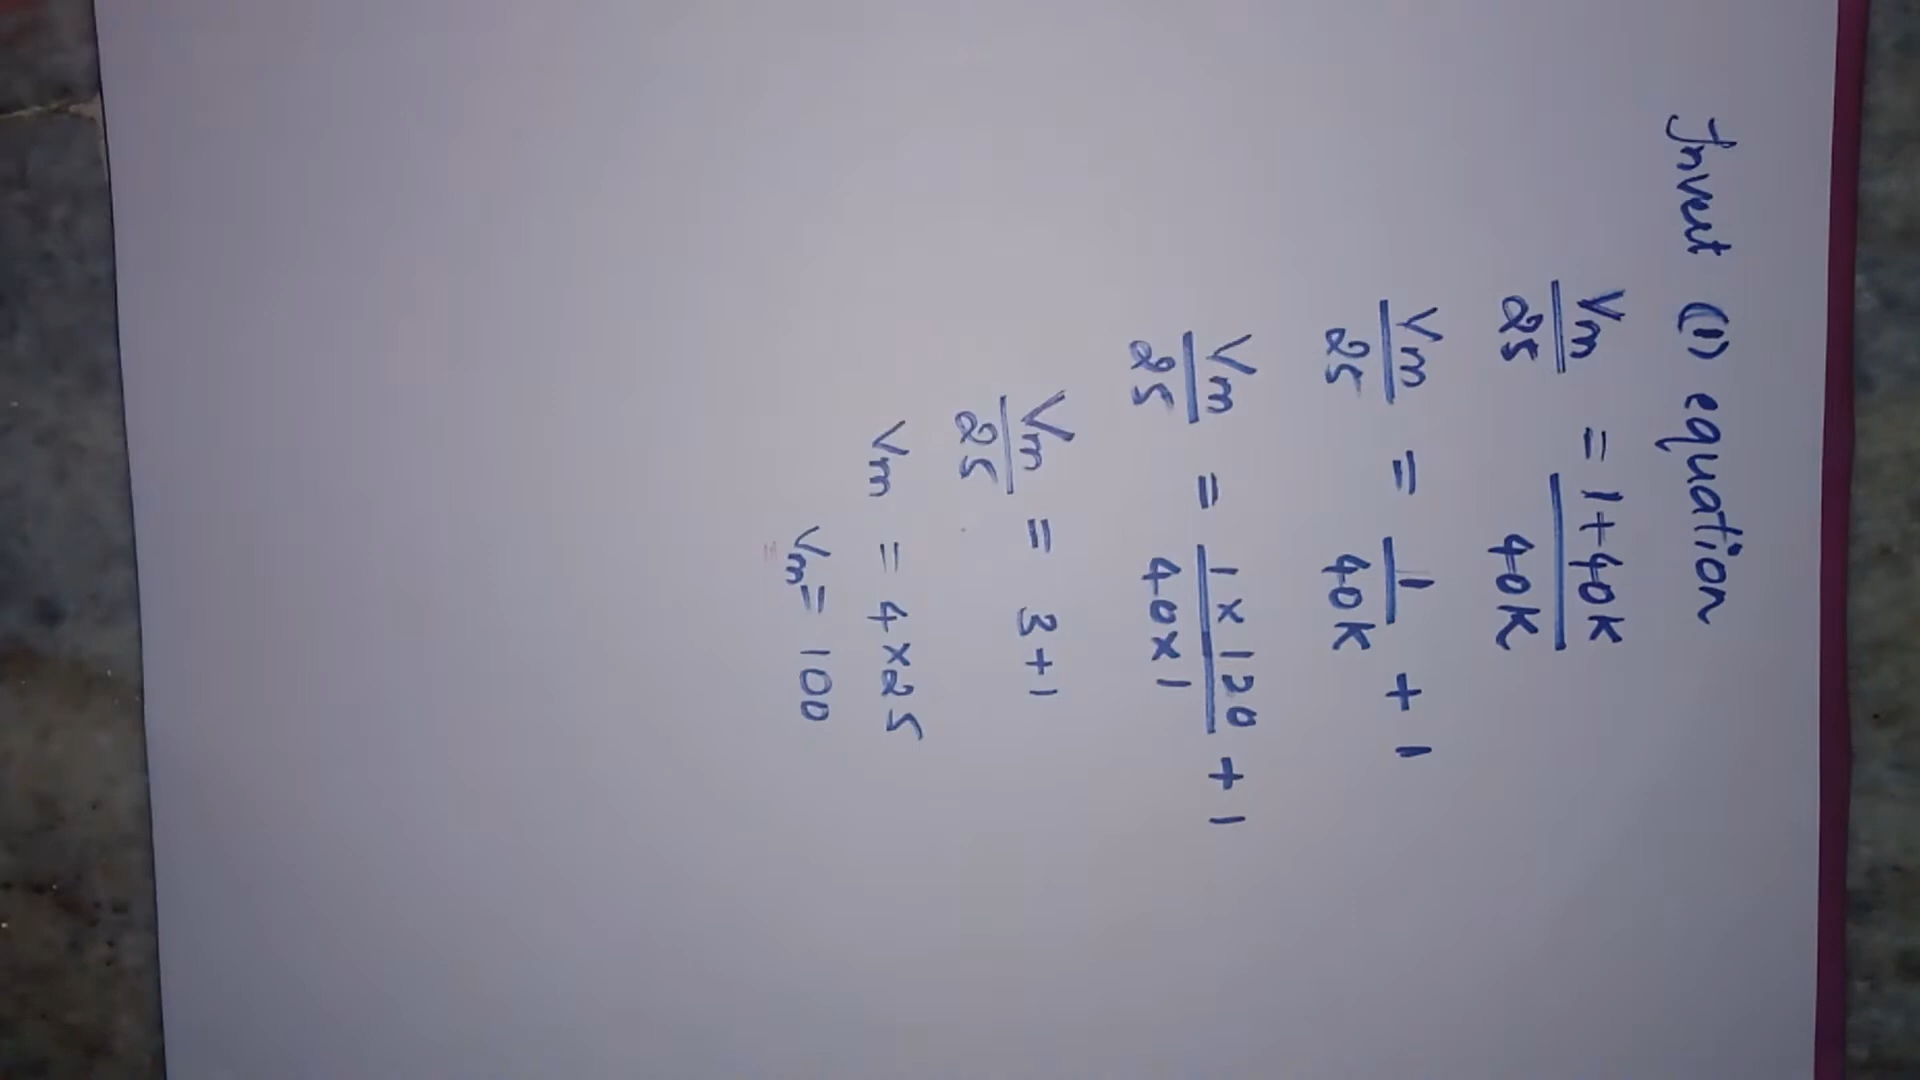 Invert (1) equation
Vm/25 = 1+40K/40K
Vm/25 = 1/40K + 1
Vm/25 = 1×120/40×1 + 1
Vm/25 = 3+1
Vm = 4×25
Vm = 100